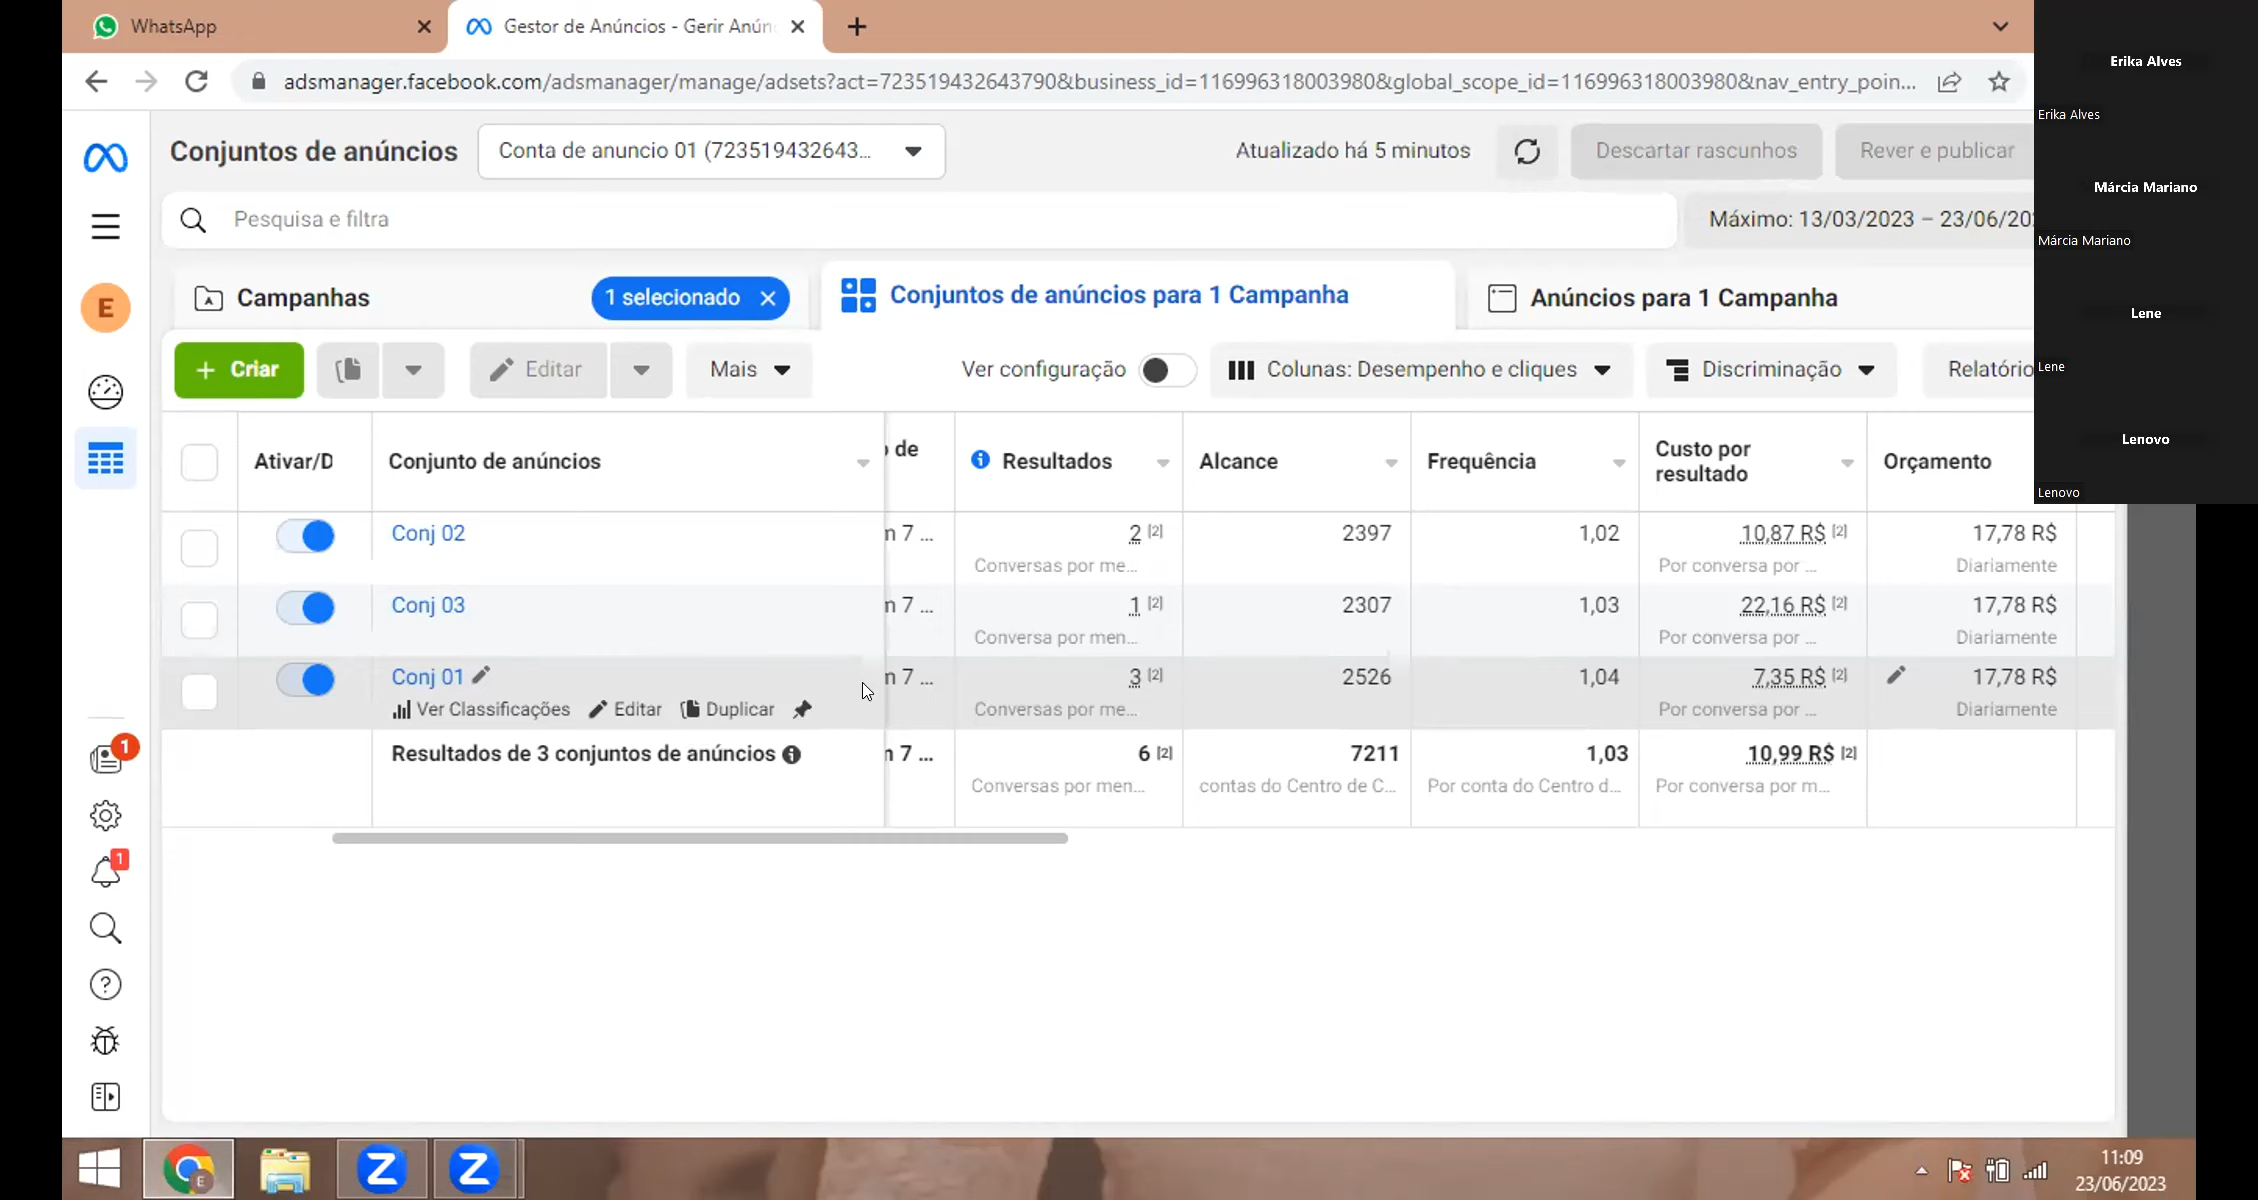 WhatsApp
Gestor de Anúncios - Gerir Anún
adsmanager.facebook.com/adsmanager/manage/adsets?act=723519432643790&business_id=116996318003980&global_scope_id=116996318003980&nav_entry_poin...
Erika Alves
Erika Alves
Márcia Mariano
Márcia Mariano
Lene
Lene
Lenovo
Lenovo
Conjuntos de anúncios
Conta de anuncio 01 (723519432643...
Atualizado há 5 minutos
Descartar rascunhos
Rever e publicar
Pesquisa e filtra
Máximo: 13/03/2023 – 23/06/20
E
Campanhas
1 selecionado
Conjuntos de anúncios para 1 Campanha
Anúncios para 1 Campanha
+ Criar
Editar
Mais
Ver configuração
Colunas: Desempenho e cliques
Discriminação
Relatório
Ativar/D
Conjunto de anúncios
de
Resultados
Alcance
Frequência
Custo por
resultado
Orçamento
Conj 02
n 7 ...
2 [2]
2397
1,02
10,87 R$ [2]
17,78 R$
Conversas por me...
Por conversa por ...
Diariamente
Conj 03
n 7 ...
1 [2]
2307
1,03
22,16 R$ [2]
17,78 R$
Conversa por men...
Por conversa por ...
Diariamente
Conj 01
n 7 ...
3 [2]
2526
1,04
7,35 R$ [2]
17,78 R$
Ver Classificações
Editar
Duplicar
Conversas por me...
Por conversa por ...
Diariamente
Resultados de 3 conjuntos de anúncios
n 7 ...
6 [2]
7211
1,03
10,99 R$ [2]
Conversas por men...
contas do Centro de C...
Por conta do Centro d...
Por conversa por m...
1
1
E
11:09
23/06/2023